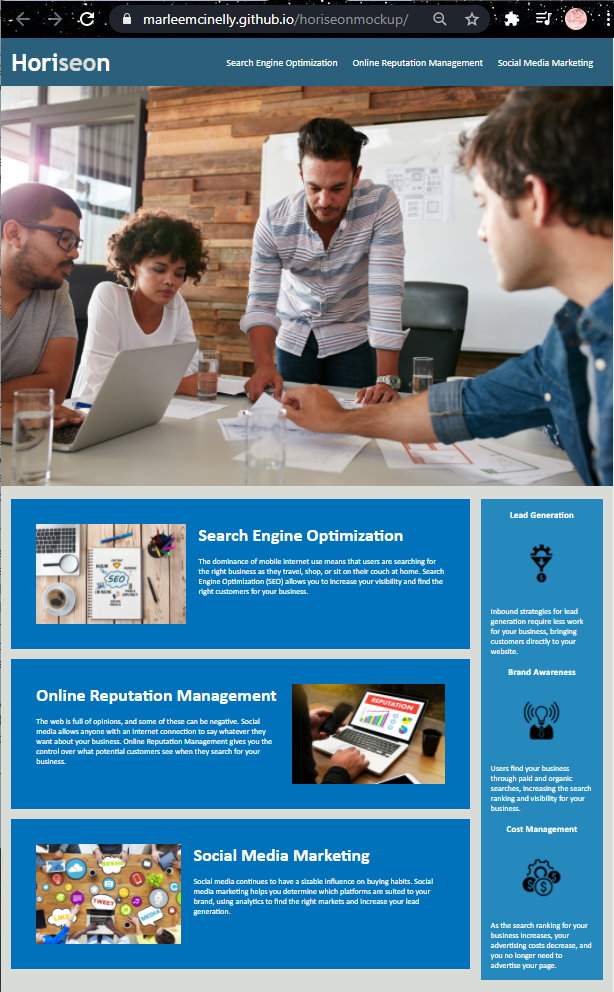 marleemcinelly.github.io/horiseonmockup/
Horiseon
Search Engine Optimization
Online Reputation Management
Social Media Marketing
SEO
Search Engine Optimization
The dominance of mobile internet use means that users are searching for
the right business as they travel, shop, or sit on their couch at home. Search
Engine Optimization (SEO) allows you to increase your visibility and find the
right customers for your business.
Online Reputation Management
The web is full of opinions, and some of these can be negative. Social
media allows anyone with an internet connection to say whatever they
want about your business. Online Reputation Management gives you the
control over what potential customers see when they search for your
business.
REPUTATION
SHARE
TWEET
LIKE
MEDIA
Social Media Marketing
Social media continues to have a sizable influence on buying habits. Social
media marketing helps you determine which platforms are suited to your
brand, using analytics to find the right markets and increase your lead
generation.
Lead Generation
Inbound strategies for lead
generation require less work
for your business, bringing
customers directly to your
website.
Brand Awareness
Users find your business
through paid and organic
searches, increasing the search
ranking and visibility for your
business.
Cost Management
As the search ranking for your
business increases, your
advertising costs decrease, and
you no longer need to
advertise your page.